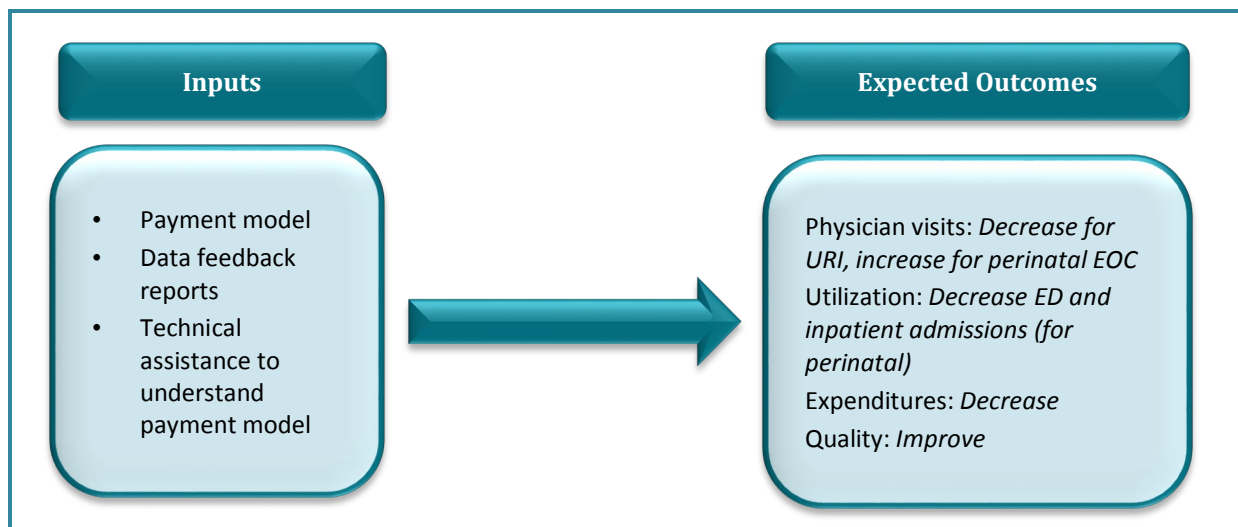 Inputs
• Payment model
• Data feedback
reports
• Technical
assistance to
understand
payment model
Expected Outcomes
Physician visits: Decrease for
URI, increase for perinatal EOC
Utilization: Decrease ED and
inpatient admissions (for
perinatal)
Expenditures: Decrease
Quality: Improve